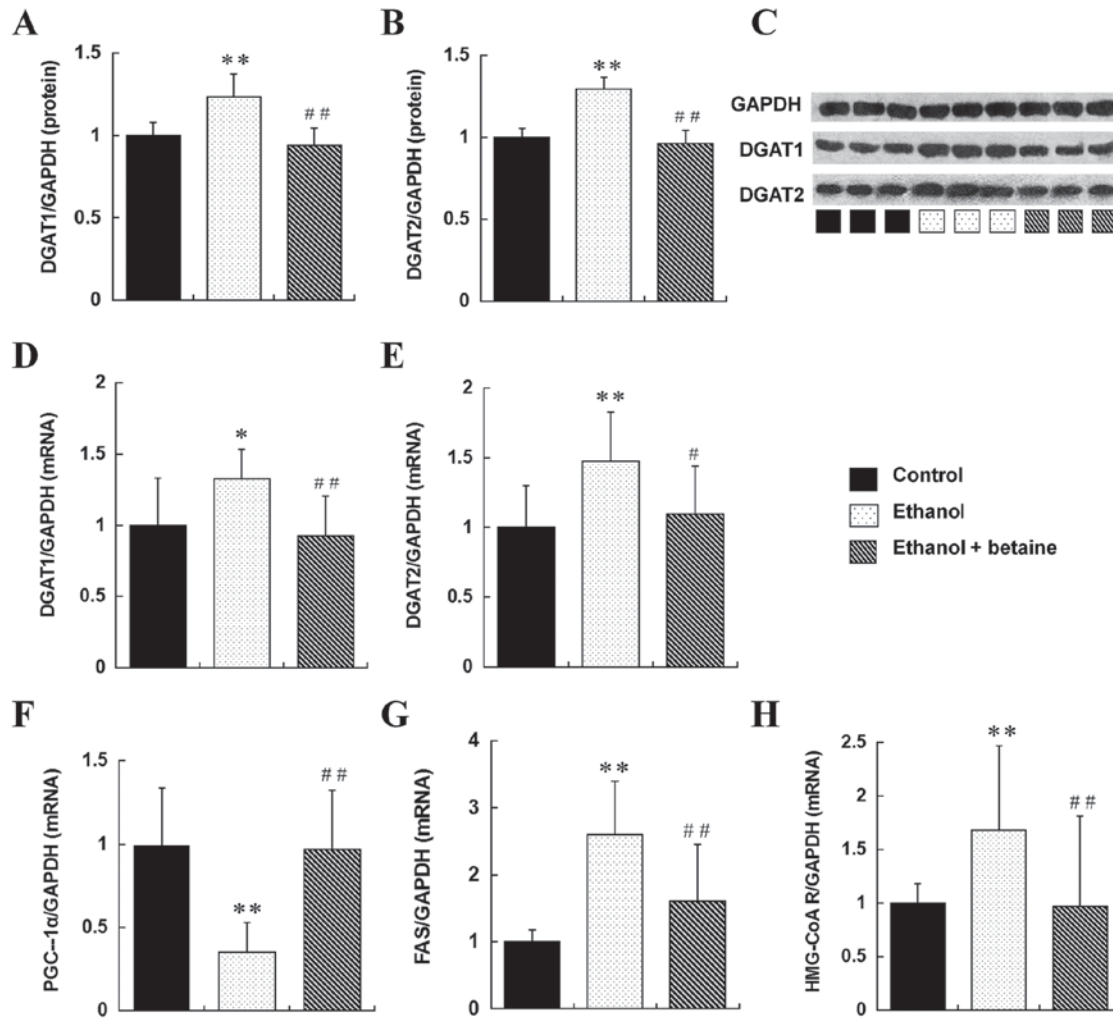 A
DGAT1/GAPDH (protein)
1.5
1
0.5
0
**
##
B
DGAT2/GAPDH (protein)
1.5
1
0.5
0
**
##
C
GAPDH
DGAT1
DGAT2
D
DGAT1/GAPDH (mRNA)
2
1.5
1
0.5
0
*
##
E
DGAT2/GAPDH (mRNA)
2
1.5
1
0.5
0
**
#
Control
Ethanol
Ethanol + betaine
F
PGC--1α/GAPDH (mRNA)
1.5
1
0.5
0
**
##
G
FAS/GAPDH (mRNA)
4
3
2
1
0
**
##
H
HMG-CoA R/GAPDH (mRNA)
2.5
2
1.5
1
0.5
0
**
##